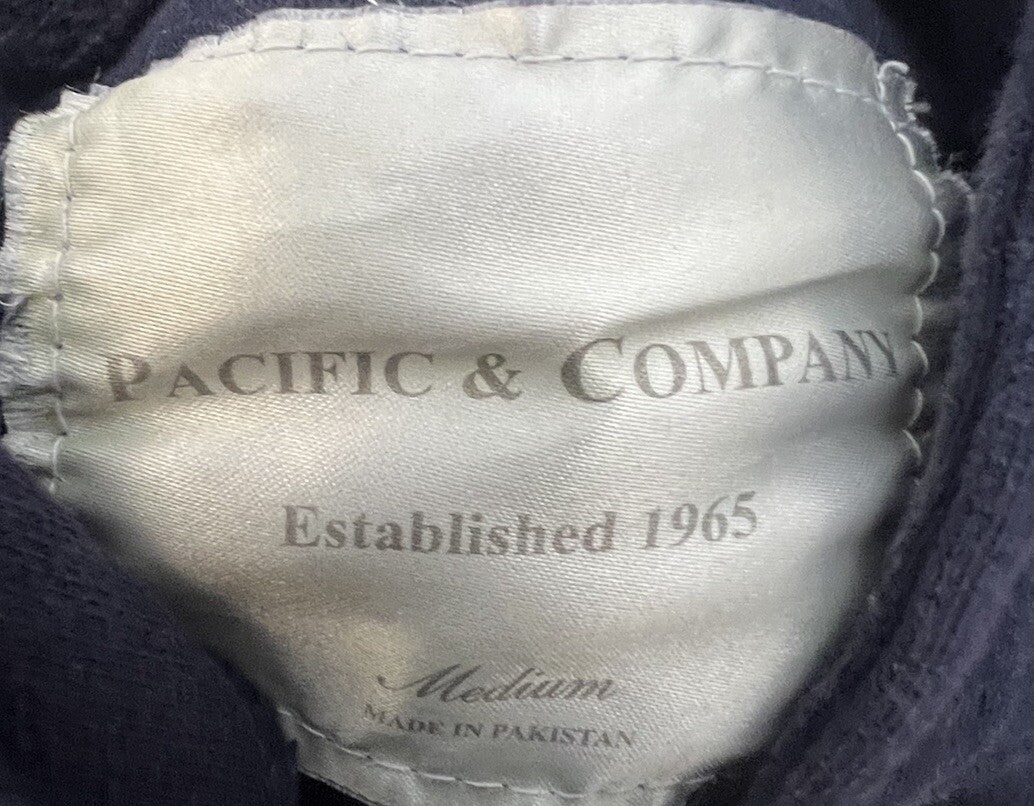 PACIFIC & COMPANY
Established 1965
Medium
MADE IN PAKISTAN